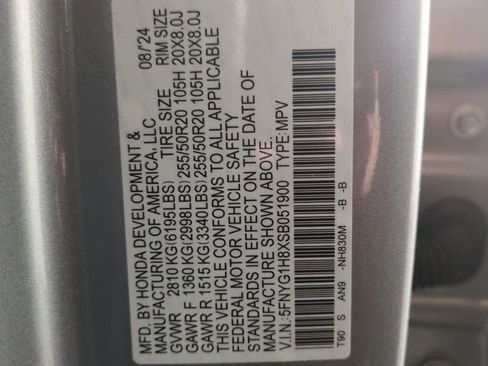 MFD. BY HONDA DEVELOPMENT &
MANUFACTURING OF AMERICA, LLC 08/'24
GVWR 2810 KG(6195LBS) TIRE SIZE RIM SIZE
GAWR F 1360 KG(2998LBS)255/50R20 105H 20X8.0J
GAWR R 1515 KG(3340LBS)255/50R20 105H 20X8.0J
THIS VEHICLE CONFORMS TO ALL APPLICABLE
FEDERAL MOTOR VEHICLE SAFETY
STANDARDS IN EFFECT ON THE DATE OF
MANUFACTURE SHOWN ABOVE.
V.I.N.:5FNYG1H8XSB051900 TYPE:MPV
T90 S AN9 -NH830M -B -B